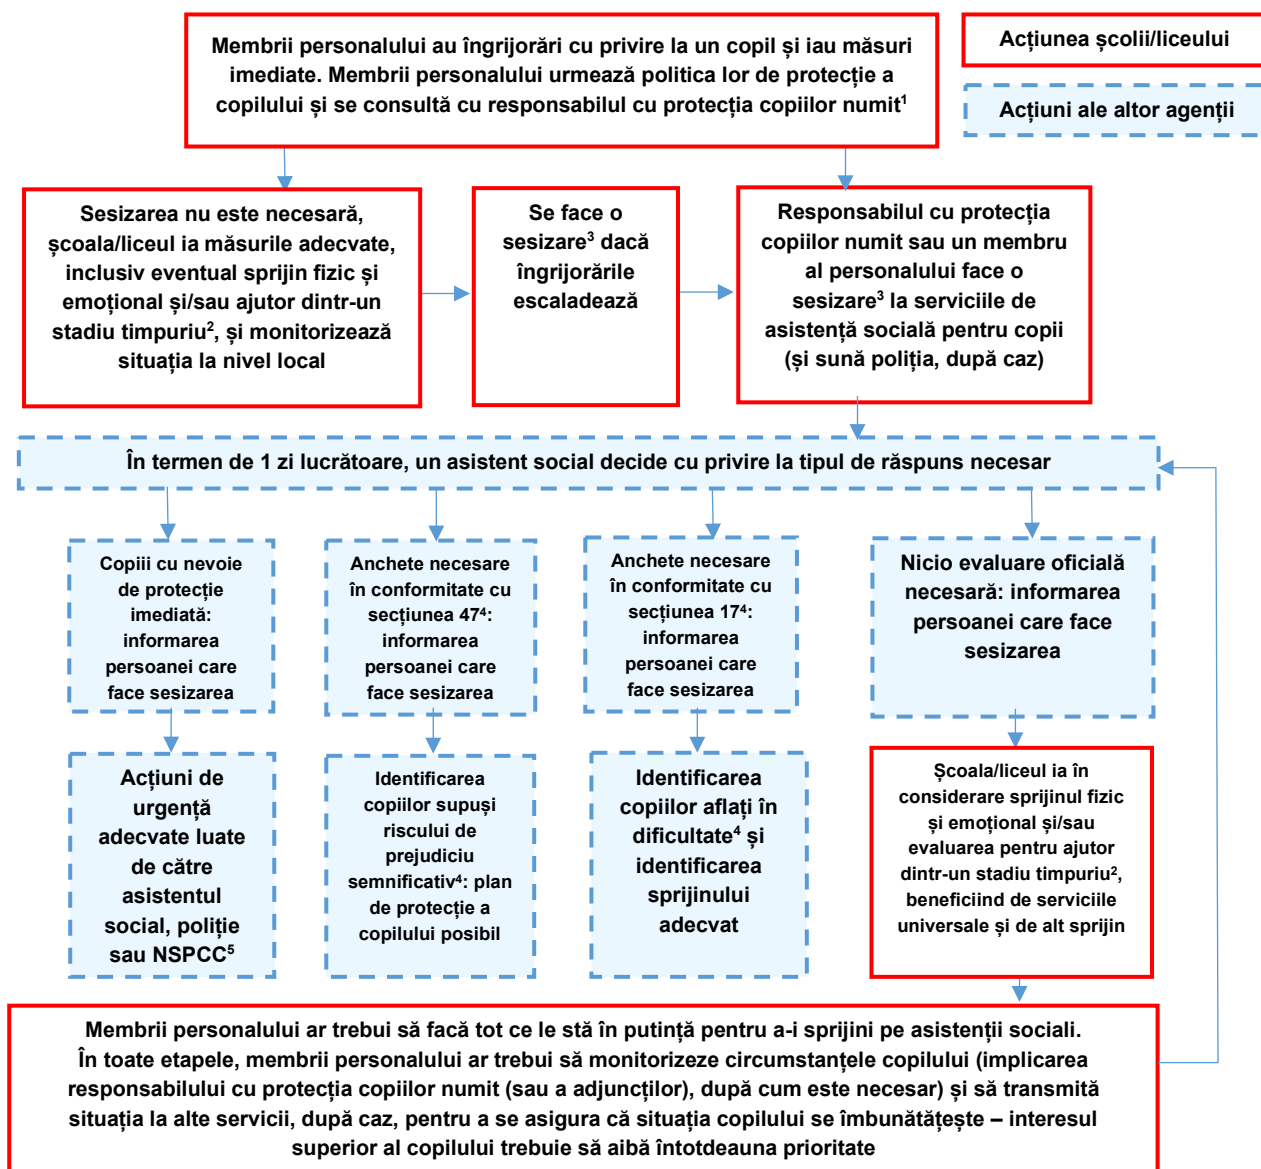 Membrii personalului au îngrijorări cu privire la un copil și iau măsuri
imediate. Membrii personalului urmează politica lor de protecție a
copilului și se consultă cu responsabilul cu protecția copiilor numit¹
Acțiunea școlii/liceului
Acțiuni ale altor agenții
Sesizarea nu este necesară,
școala/liceul ia măsurile adecvate,
inclusiv eventual sprijin fizic și
emoțional și/sau ajutor dintr-un
stadiu timpuriu², și monitorizează
situația la nivel local
Se face o
sesizare³ dacă
îngrijorările
escaladează
Responsabilul cu protecția
copiilor numit sau un membru
al personalului face o
sesizare³ la serviciile de
asistență socială pentru copii
(și sună poliția, după caz)
În termen de 1 zi lucrătoare, un asistent social decide cu privire la tipul de răspuns necesar
Copiii cu nevoie
de protecție
imediată:
informarea
persoanei care
face sesizarea
Anchete necesare
în conformitate cu
secțiunea 47⁴:
informarea
persoanei care
face sesizarea
Anchete necesare
în conformitate cu
secțiunea 17⁴:
informarea
persoanei care
face sesizarea
Nicio evaluare oficială
necesară: informarea
persoanei care face
sesizarea
Acțiuni de
urgență
adecvate luate
de către
asistentul
social, poliție
sau NSPCC⁵
Identificarea
copiilor supuși
riscului de
prejudiciu
semnificativ⁴: plan
de protecție a
copilului posibil
Identificarea
copiilor aflați în
dificultate⁴ și
identificarea
sprijinului
adecvat
Școala/liceul ia în
considerare sprijinul fizic
și emoțional și/sau
evaluarea pentru ajutor
dintr-un stadiu timpuriu²,
beneficiind de serviciile
universale și de alt sprijin
Membrii personalului ar trebui să facă tot ce le stă în putință pentru a-i sprijini pe asistenții sociali.
În toate etapele, membrii personalului ar trebui să monitorizeze circumstanțele copilului (implicarea
responsabilului cu protecția copiilor numit (sau a adjuncților), după cum este necesar) și să transmită
situația la alte servicii, după caz, pentru a se asigura că situația copilului se îmbunătățește – interesul
superior al copilului trebuie să aibă întotdeauna prioritate